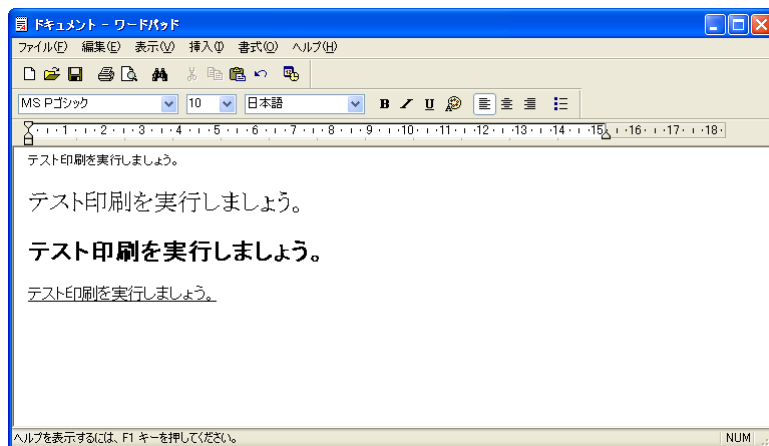 ドキュメント - ワードパッド
ファイル(F) 編集(E) 表示(V) 挿入(I) 書式(O) ヘルプ(H)
MS Pゴシック 10 日本語 B / U
1 2 3 4 5 6 7 8 9 10 11 12 13 14 15 16 17 18
テスト印刷を実行しましょう。
テスト印刷を実行しましょう。
テスト印刷を実行しましょう。
テスト印刷を実行しましょう。
ヘルプを表示するには、F1 キーを押してください。 NUM